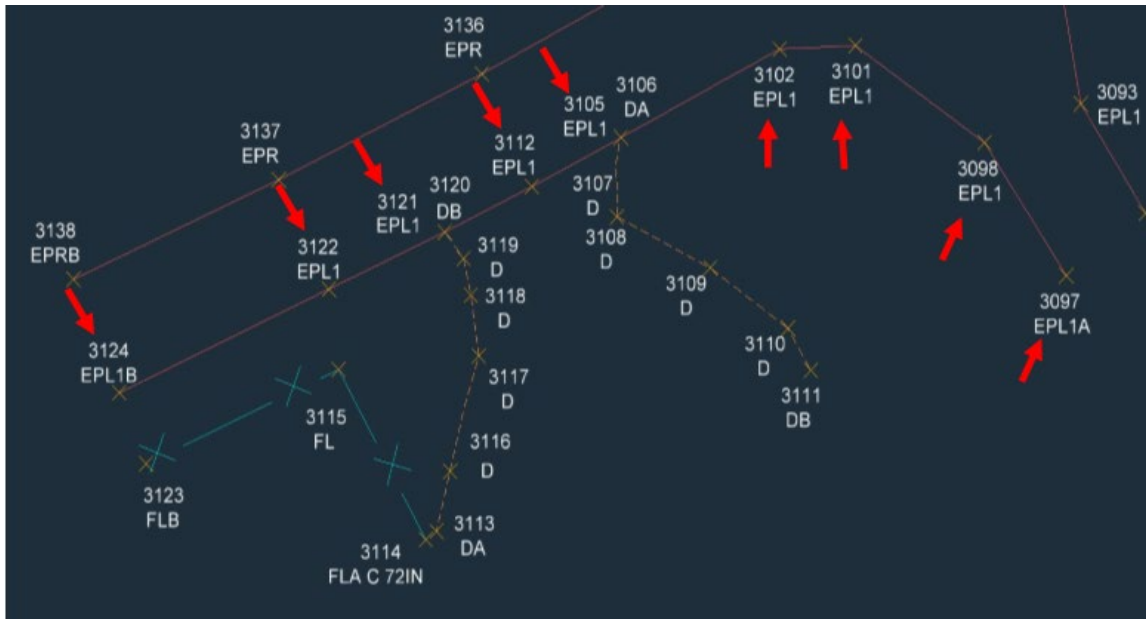 3136
EPR
3106
DA
3102
EPL1
3101
EPL1
3093
EPL1
3105
EPL1
3137
EPR
3112
EPL1
3098
EPL1
3120
DB
3121
EPL1
3107
D
3108
D
3138
EPRB
3122
EPL1
3119
D
3118
D
3109
D
3097
EPL1A
3124
EPL1B
3117
D
3110
D
3111
DB
3115
FL
3116
D
3123
FLB
3113
DA
3114
FLA C 72IN